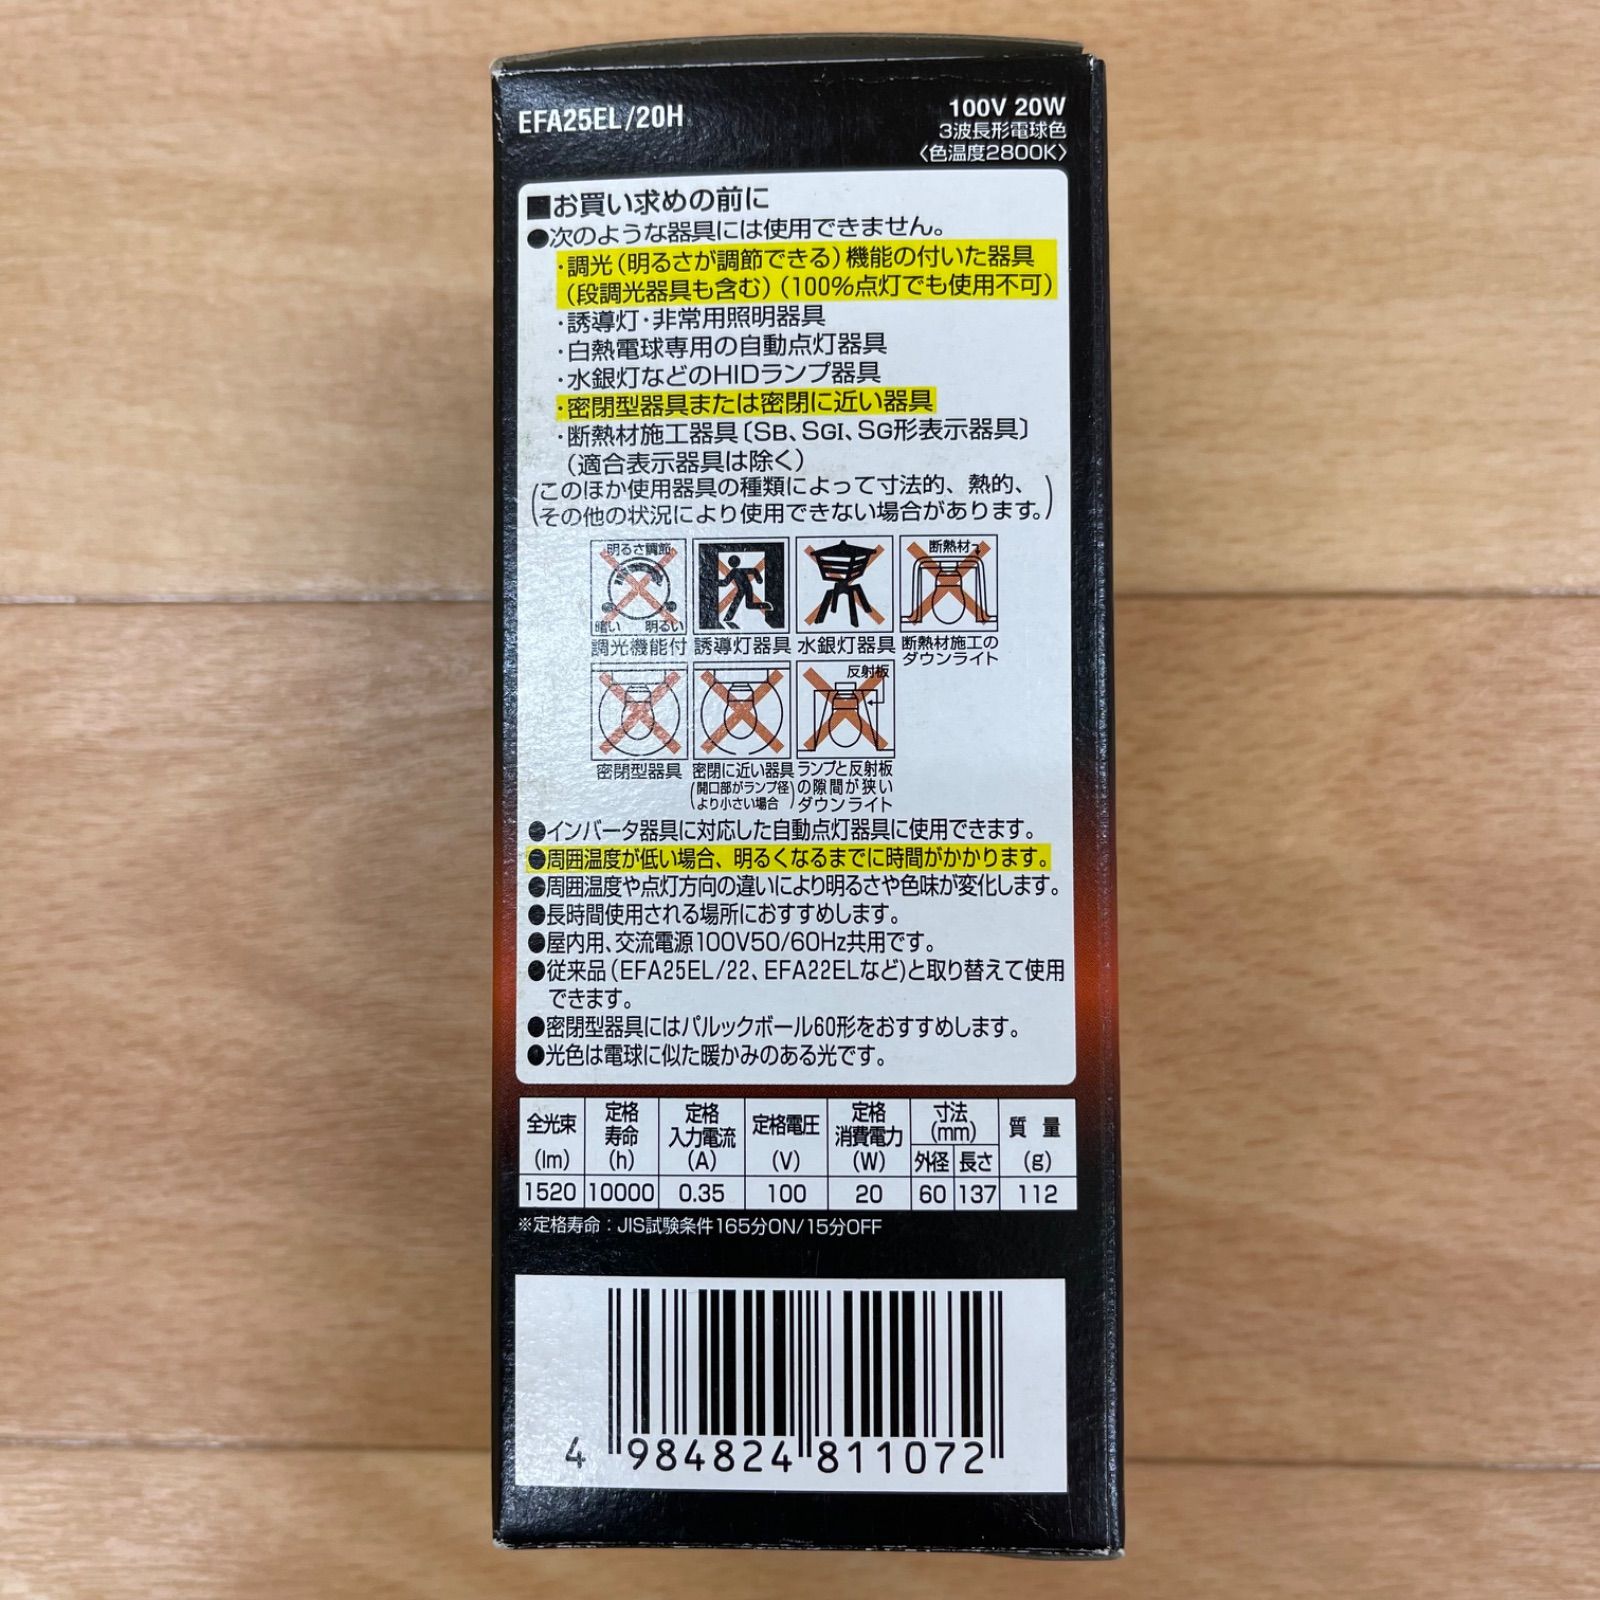 EFA25EL/20H
100V 20W
3波長形電球色
〈色温度2800K〉
■お買い求めの前に
●次のような器具には使用できません。
・調光(明るさが調節できる)機能の付いた器具
(段調光器具も含む)(100%点灯でも使用不可)
・誘導灯・非常用照明器具
・白熱電球専用の自動点灯器具
・水銀灯などのHIDランプ器具
・密閉型器具または密閉に近い器具
・断熱材施工器具〔SB、SGI、SG形表示器具〕
(適合表示器具は除く)
(このほか使用器具の種類によって寸法的、熱的、
その他の状況により使用できない場合があります。)
明るさ調節
暗い 明るい
調光機能付
誘導灯器具
水銀灯器具
断熱材
断熱材施工の
ダウンライト
密閉型器具
密閉に近い器具
(開口部がランプ径
より小さい場合)
反射板
ランプと反射板
の隙間が狭い
ダウンライト
●インバータ器具に対応した自動点灯器具に使用できます。
●周囲温度が低い場合、明るくなるまでに時間がかかります。
●周囲温度や点灯方向の違いにより明るさや色味が変化します。
●長時間使用される場所におすすめします。
●屋内用、交流電源100V50/60Hz共用です。
●従来品(EFA25EL/22、EFA22ELなど)と取り替えて使用
できます。
●密閉型器具にはパルックボール60形をおすすめします。
●光色は電球に似た暖かみのある光です。
全光束 (lm) 定格寿命 (h) 定格入力電流 (A) 定格電圧 (V) 定格消費電力 (W) 寸法 (mm) 外径 長さ 質量 (g)
1520 10000 0.35 100 20 60 137 112
※定格寿命：JIS試験条件165分ON/15分OFF
4 984824 811072